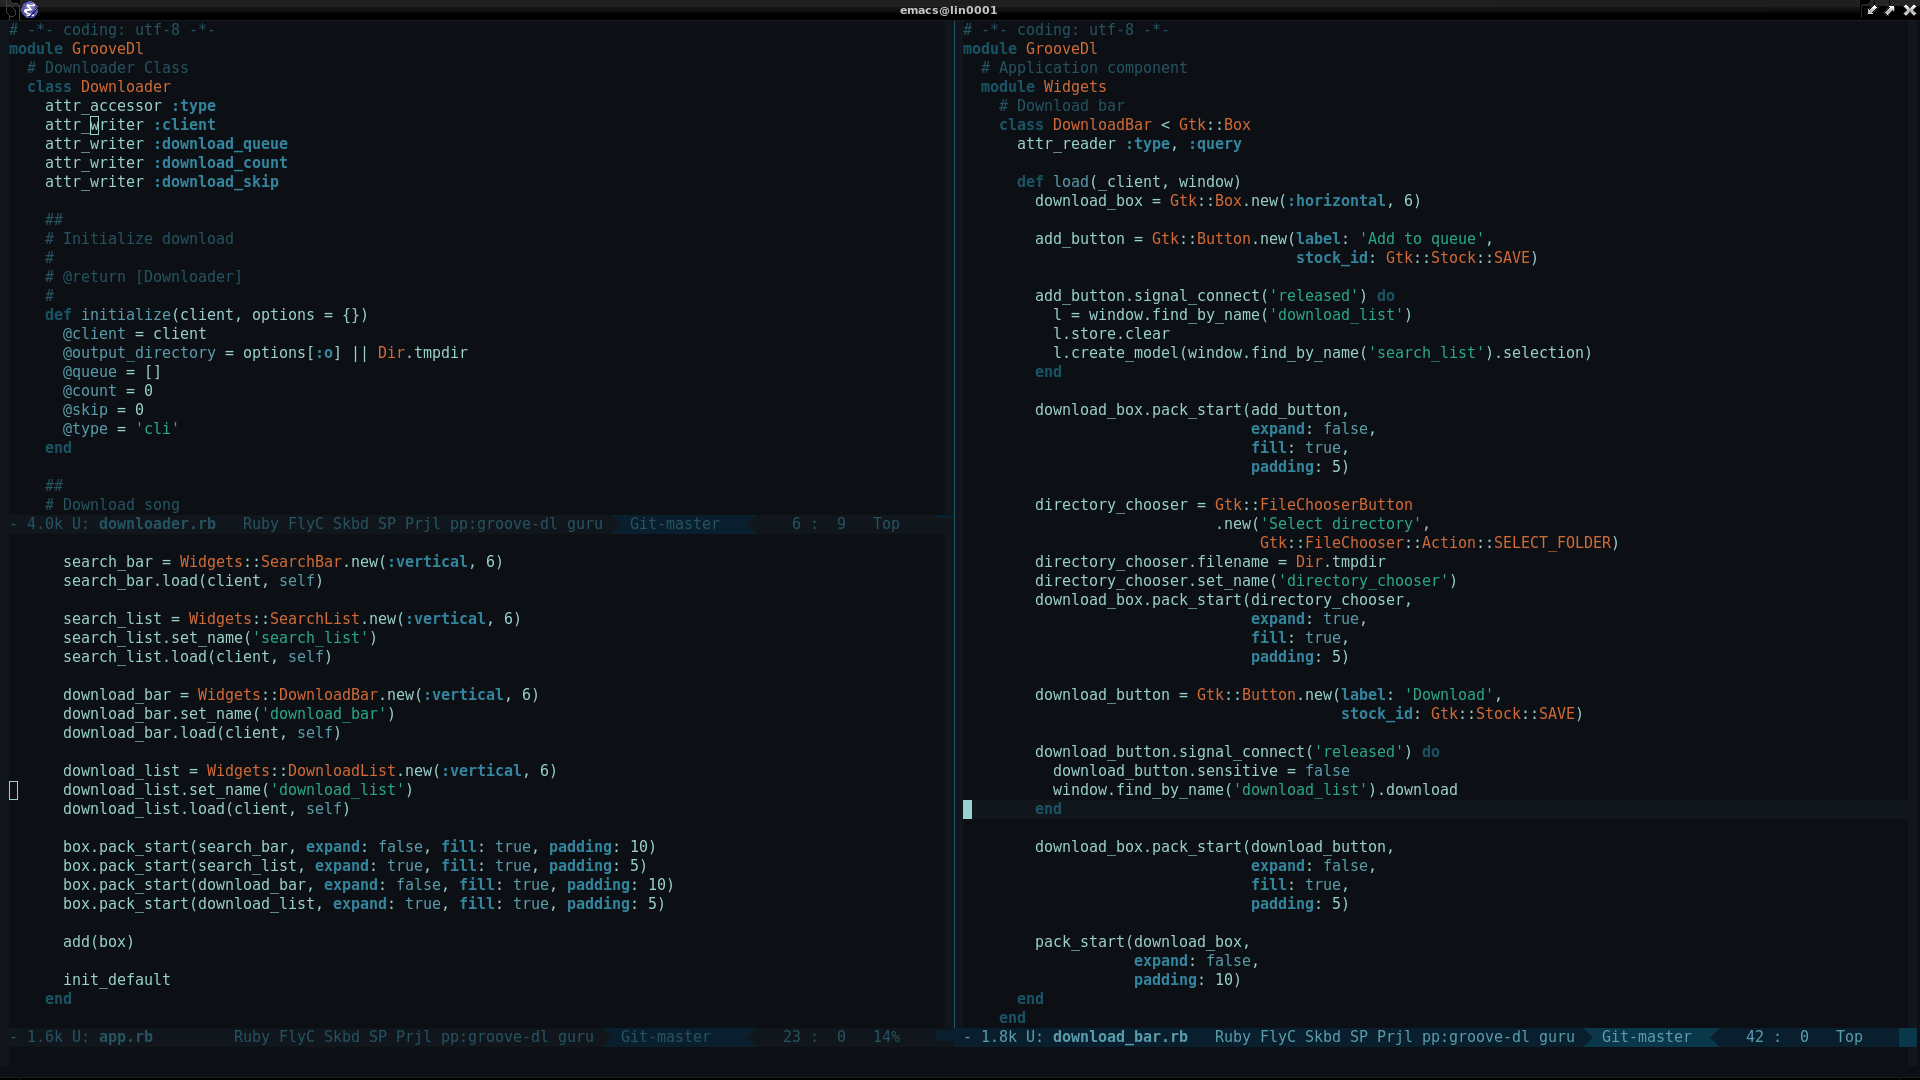 emacs@lin0001
# -*- coding: utf-8 -*-
module GrooveDl
  # Downloader Class
  class Downloader
    attr_accessor :type
    attr_writer :client
    attr_writer :download_queue
    attr_writer :download_count
    attr_writer :download_skip

    ##
    # Initialize download
    #
    # @return [Downloader]
    #
    def initialize(client, options = {})
      @client = client
      @output_directory = options[:o] || Dir.tmpdir
      @queue = []
      @count = 0
      @skip = 0
      @type = 'cli'
    end

    ##
    # Download song
- 4.0k U: downloader.rb   Ruby FlyC Skbd SP Prjl pp:groove-dl guru   Git-master   6 :  9   Top

      search_bar = Widgets::SearchBar.new(:vertical, 6)
      search_bar.load(client, self)

      search_list = Widgets::SearchList.new(:vertical, 6)
      search_list.set_name('search_list')
      search_list.load(client, self)

      download_bar = Widgets::DownloadBar.new(:vertical, 6)
      download_bar.set_name('download_bar')
      download_bar.load(client, self)

      download_list = Widgets::DownloadList.new(:vertical, 6)
      download_list.set_name('download_list')
      download_list.load(client, self)

      box.pack_start(search_bar, expand: false, fill: true, padding: 10)
      box.pack_start(search_list, expand: true, fill: true, padding: 5)
      box.pack_start(download_bar, expand: false, fill: true, padding: 10)
      box.pack_start(download_list, expand: true, fill: true, padding: 5)

      add(box)

      init_default
    end
- 1.6k U: app.rb         Ruby FlyC Skbd SP Prjl pp:groove-dl guru   Git-master   23 :  0   14%
# -*- coding: utf-8 -*-
module GrooveDl
  # Application component
  module Widgets
    # Download bar
    class DownloadBar < Gtk::Box
      attr_reader :type, :query

      def load(_client, window)
        download_box = Gtk::Box.new(:horizontal, 6)

        add_button = Gtk::Button.new(label: 'Add to queue',
                                     stock_id: Gtk::Stock::SAVE)

        add_button.signal_connect('released') do
          l = window.find_by_name('download_list')
          l.store.clear
          l.create_model(window.find_by_name('search_list').selection)
        end

        download_box.pack_start(add_button,
                                expand: false,
                                fill: true,
                                padding: 5)

        directory_chooser = Gtk::FileChooserButton
                            .new('Select directory',
                                 Gtk::FileChooser::Action::SELECT_FOLDER)
        directory_chooser.filename = Dir.tmpdir
        directory_chooser.set_name('directory_chooser')
        download_box.pack_start(directory_chooser,
                                expand: true,
                                fill: true,
                                padding: 5)

        download_button = Gtk::Button.new(label: 'Download',
                                          stock_id: Gtk::Stock::SAVE)

        download_button.signal_connect('released') do
          download_button.sensitive = false
          window.find_by_name('download_list').download
        end

        download_box.pack_start(download_button,
                                expand: false,
                                fill: true,
                                padding: 5)

        pack_start(download_box,
                   expand: false,
                   padding: 10)
      end
    end
- 1.8k U: download_bar.rb   Ruby FlyC Skbd SP Prjl pp:groove-dl guru   Git-master   42 :  0   Top